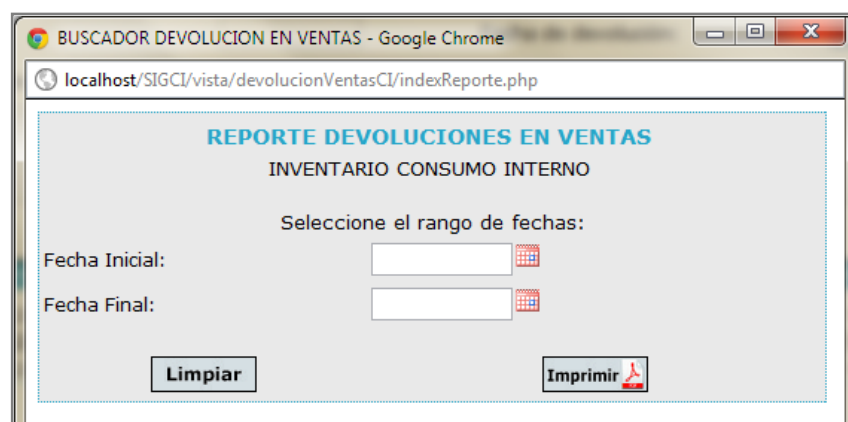 BUSCADOR DEVOLUCION EN VENTAS - Google Chrome
localhost/SIGCI/vista/devolucionVentasCI/indexReporte.php
REPORTE DEVOLUCIONES EN VENTAS
INVENTARIO CONSUMO INTERNO
Seleccione el rango de fechas:
Fecha Inicial:
Fecha Final:
Limpiar Imprimir